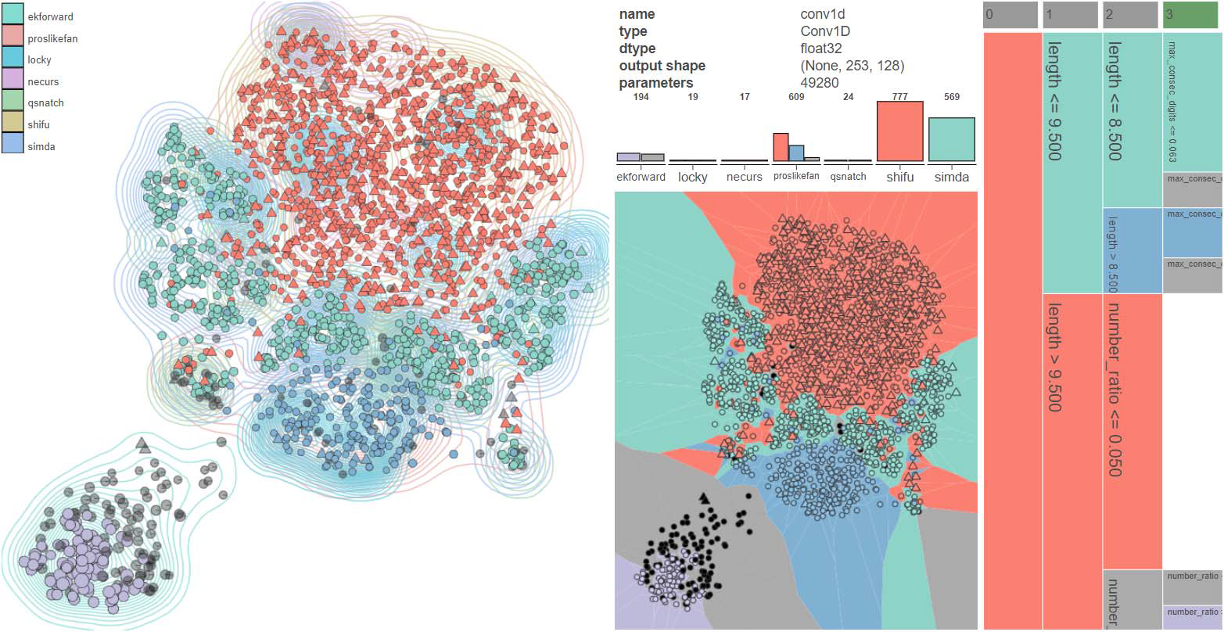 ekforward
proslikefan
locky
necurs
qsnatch
shifu
simda
name conv1d
type Conv1D
dtype float32
output shape (None, 253, 128)
parameters 49280
194 19 17 609 24 777 569
ekforward locky necurs proslikefan qsnatch shifu simda
0 1 2 3
length <= 9.500
length > 9.500
length <= 8.500
length > 8.500
number_ratio <= 0.050
number_
max_consec_digits <= 0.063
max_consec_
max_consec_
max_consec_
number_ratio
number_ratio